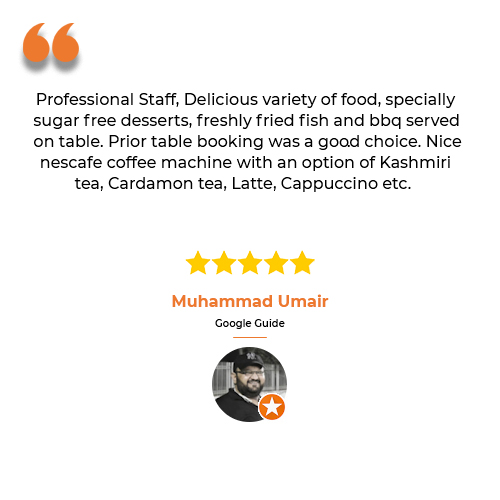 Professional Staff, Delicious variety of food, specially
sugar free desserts, freshly fried fish and bbq served
on table. Prior table booking was a good choice. Nice
nescafe coffee machine with an option of Kashmiri
tea, Cardamon tea, Latte, Cappuccino etc.
Muhammad Umair
Google Guide